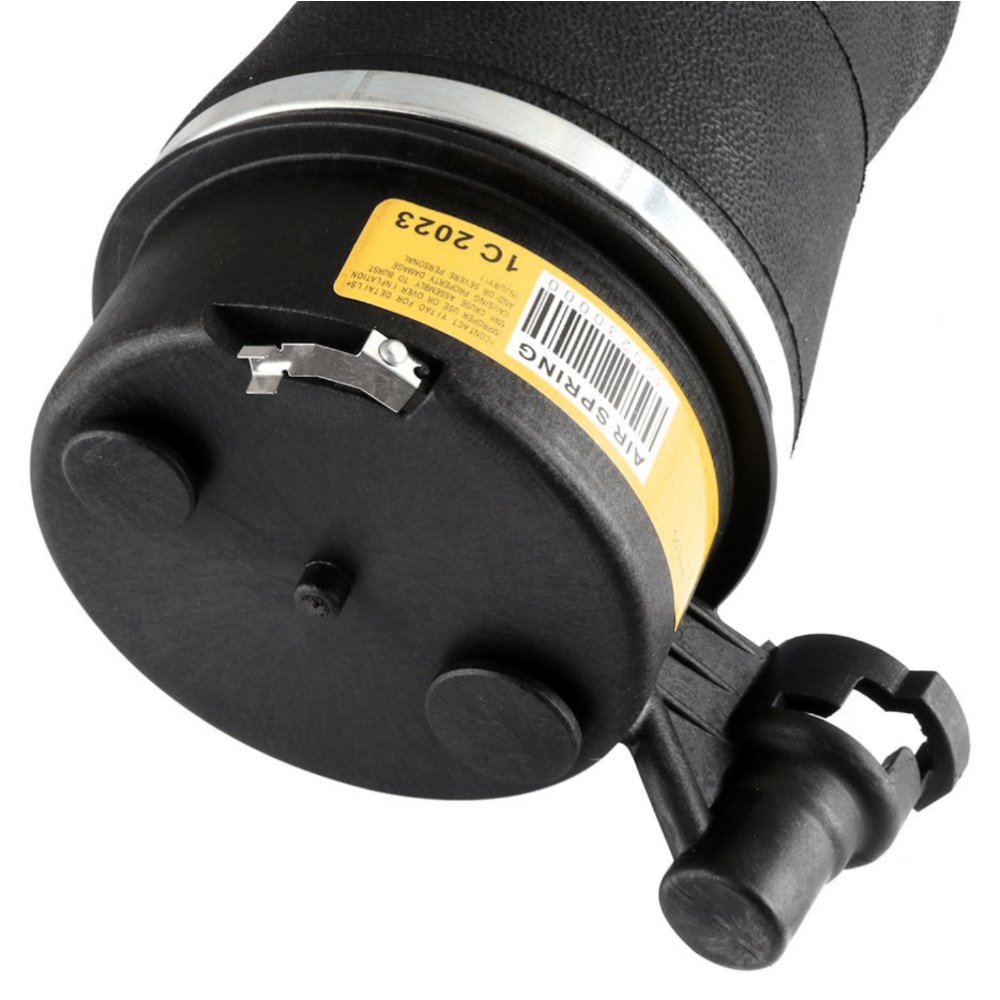 AIR SPRING
*CONTACT YITAO FOR DETAILS*
IMPROPER USE OR OVER INFLATION
MAY CAUSE ASSEMBLY TO BURST
CAUSING PROPERTY DAMAGE
AND OR SEVERE PERSONAL
INJURY!
1C 2023